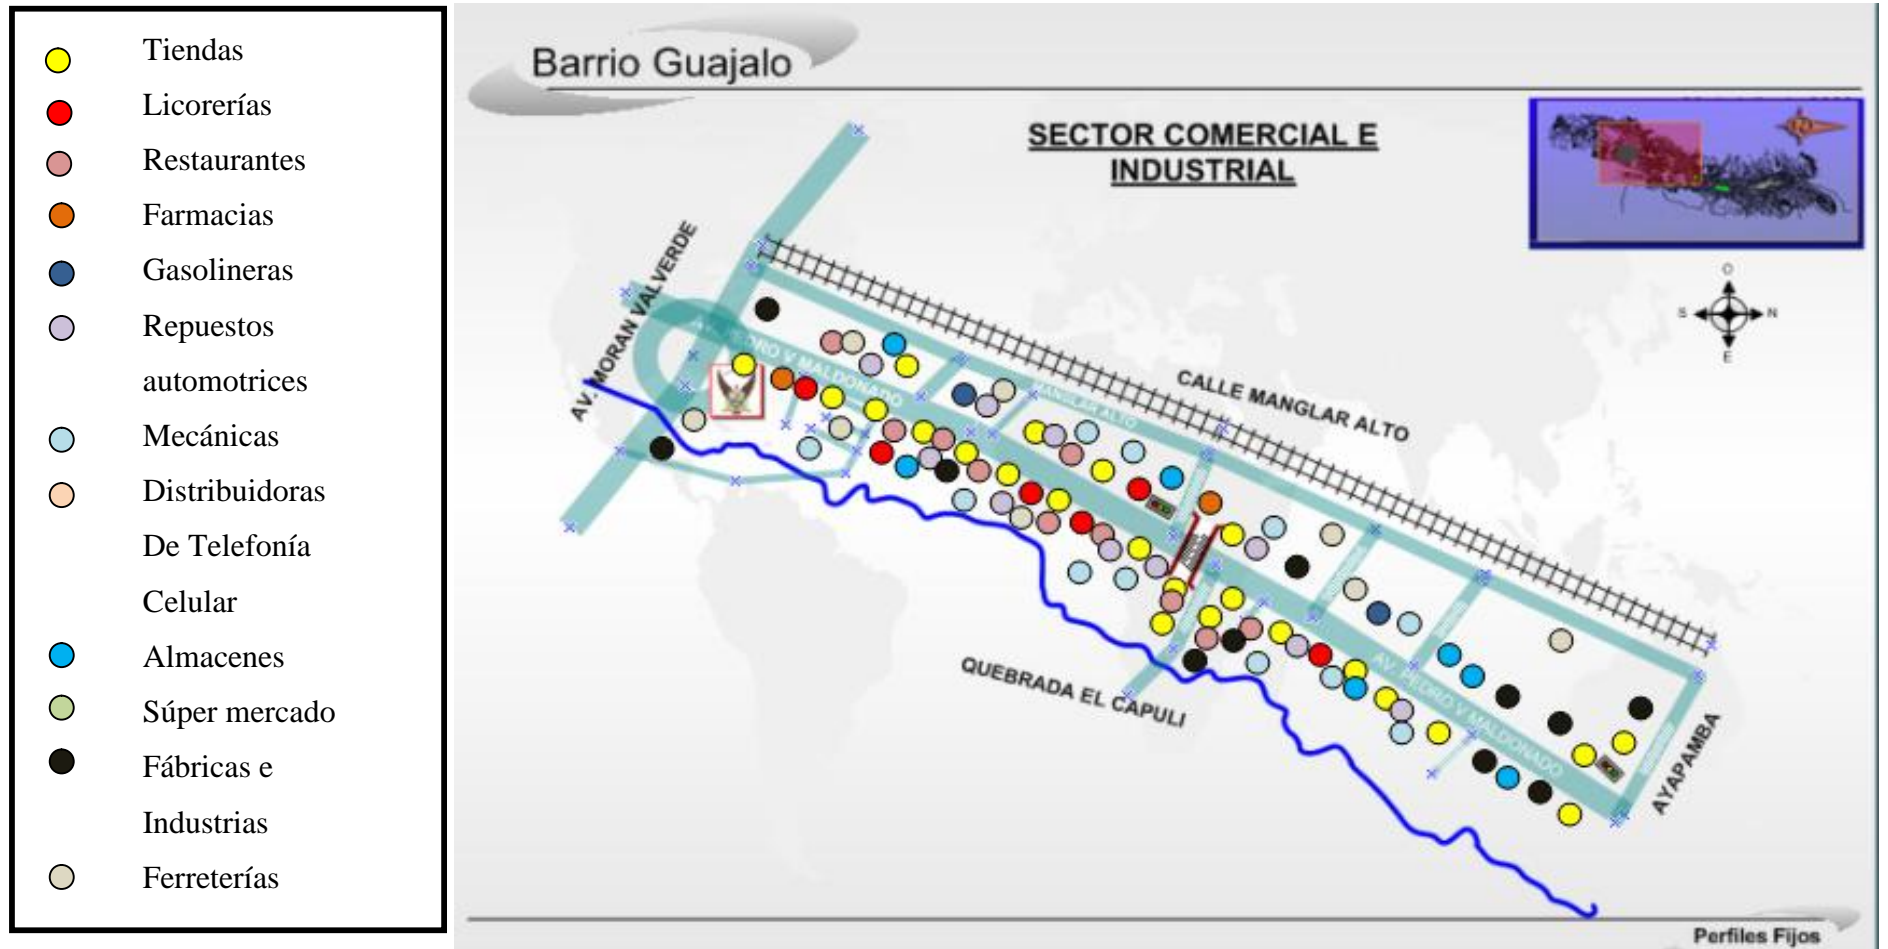 Tiendas
Licorerías
Restaurantes
Farmacias
Gasolineras
Repuestos
automotrices
Mecánicas
Distribuidoras
De Telefonía
Celular
Almacenes
Súper mercado
Fábricas e
Industrias
Ferreterías
Barrio Guajalo
SECTOR COMERCIAL E
INDUSTRIAL
N
O
S N
E
AV. MORAN VALVERDE
PEDRO V MALDONADO
MANGLAR ALTO
CALLE MANGLAR ALTO
QUEBRADA EL CAPULI
AV. PEDRO V MALDONADO
AYAPAMBA
Perfiles Fijos